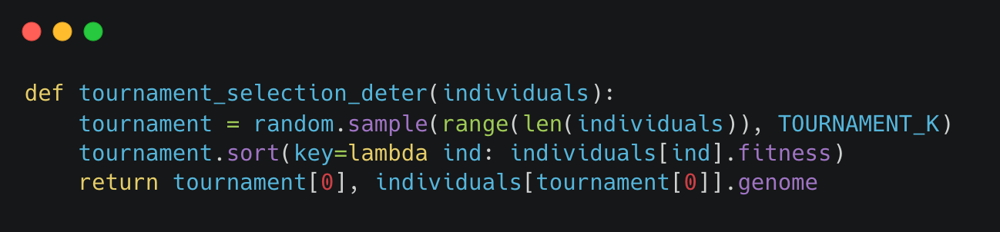 def tournament_selection_deter(individuals):
    tournament = random.sample(range(len(individuals)), TOURNAMENT_K)
    tournament.sort(key=lambda ind: individuals[ind].fitness)
    return tournament[0], individuals[tournament[0]].genome